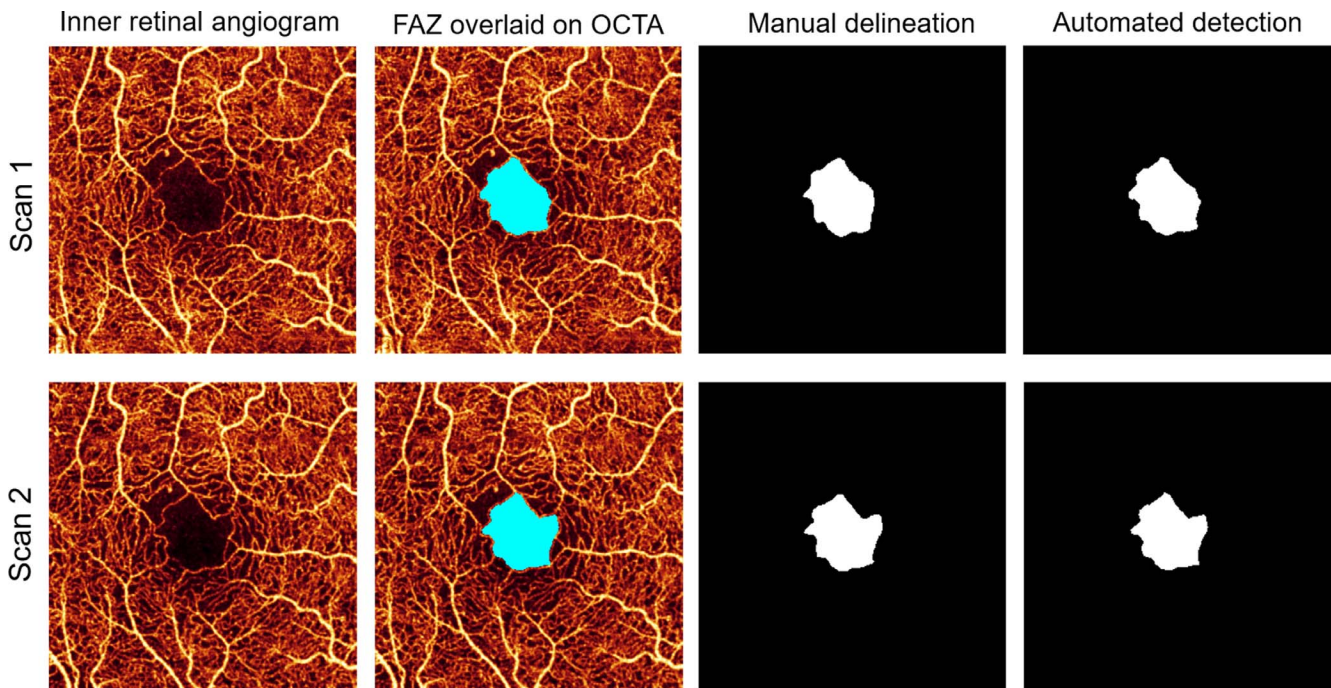 Inner retinal angiogram
FAZ overlaid on OCTA
Manual delineation
Automated detection
Scan 1
Scan 2